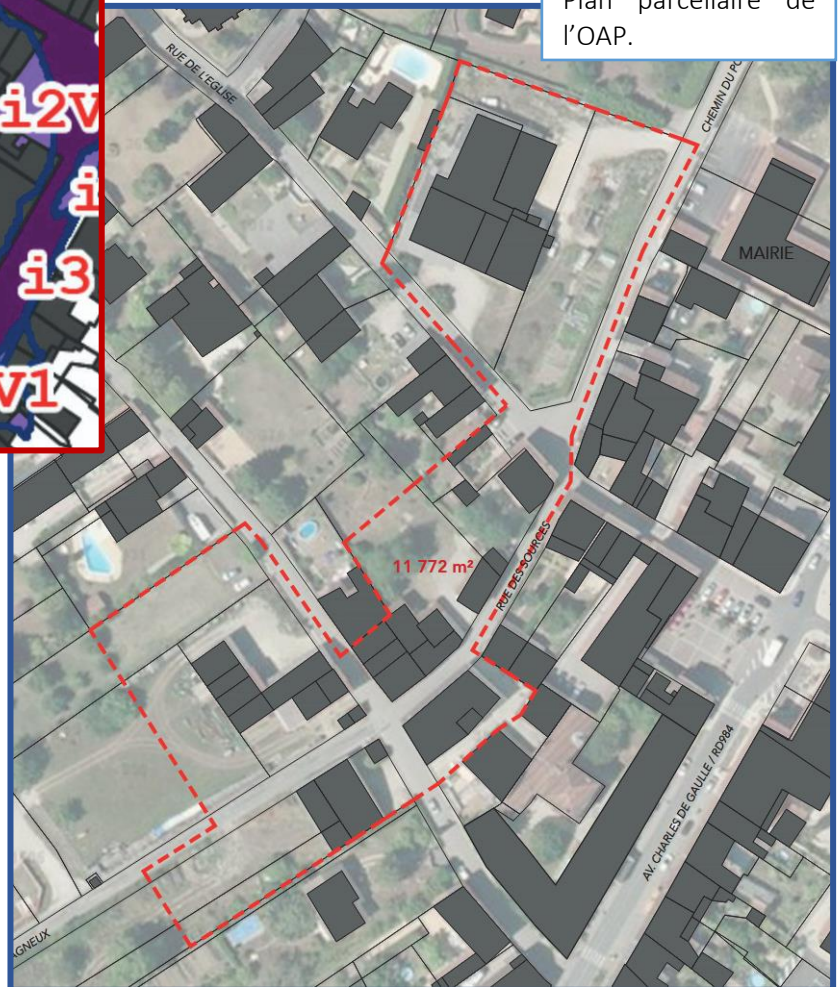 Plan parcellaire de
l’OAP.
i2V
i
i3
V1
RUE DE L'EGLISE
CHEMIN DU
MAIRIE
11 772 m²
RUE DES SOURCES
AV. CHARLES DE GAULLE / RD984
AGNEUX